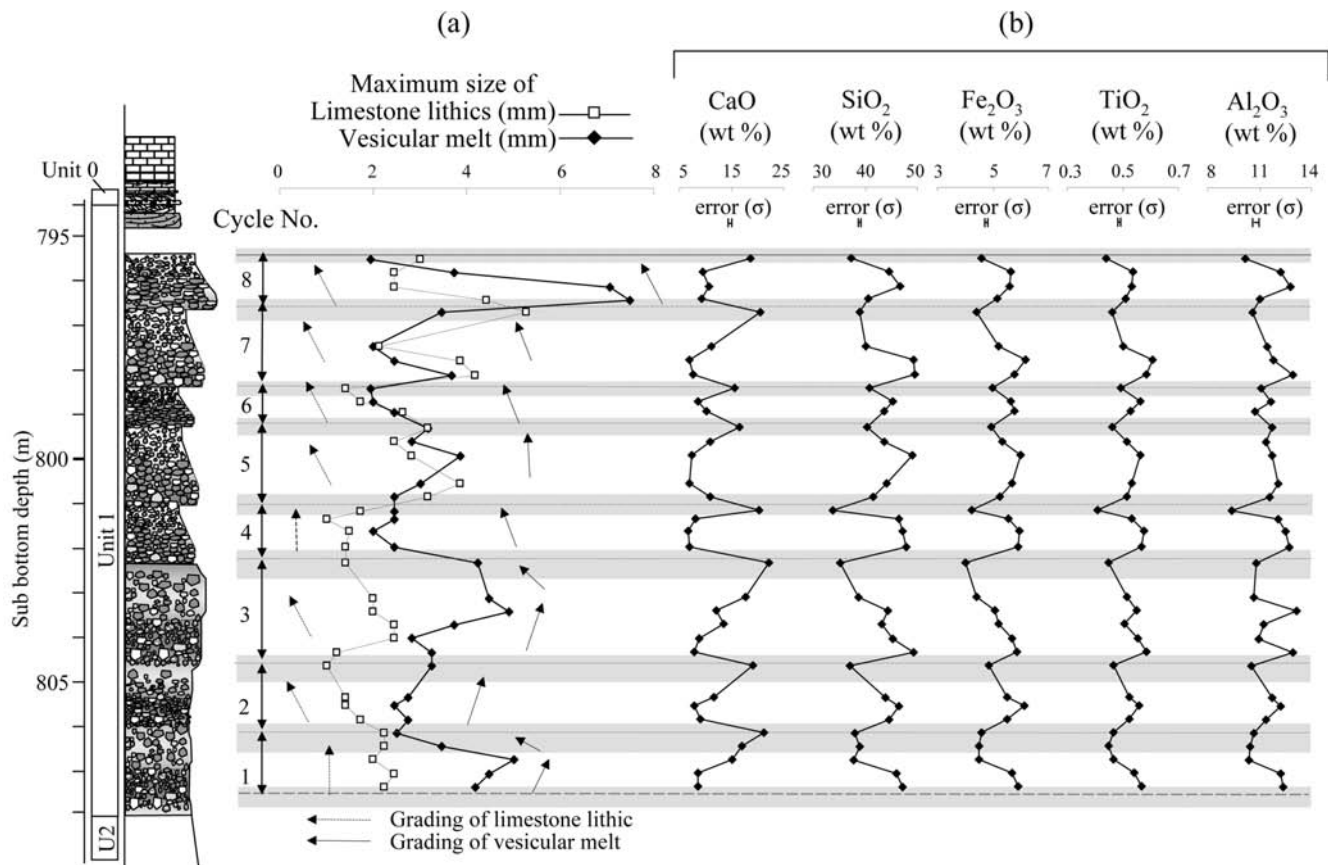 (a)
(b)
Maximum size of
Limestone lithics (mm)
Vesicular melt (mm)
CaO
(wt %)
SiO₂
(wt %)
Fe₂O₃
(wt %)
TiO₂
(wt %)
Al₂O₃
(wt %)
0 2 4 6 8
5 15 25
30 40 50
3 5 7
0.3 0.5 0.7
8 11 14
error (σ) error (σ) error (σ) error (σ) error (σ)
Unit 0
Cycle No.
795
8
7
6
5
800
4
3
805
2
1
Sub bottom depth (m)
Unit 1
U2
Grading of limestone lithic
Grading of vesicular melt